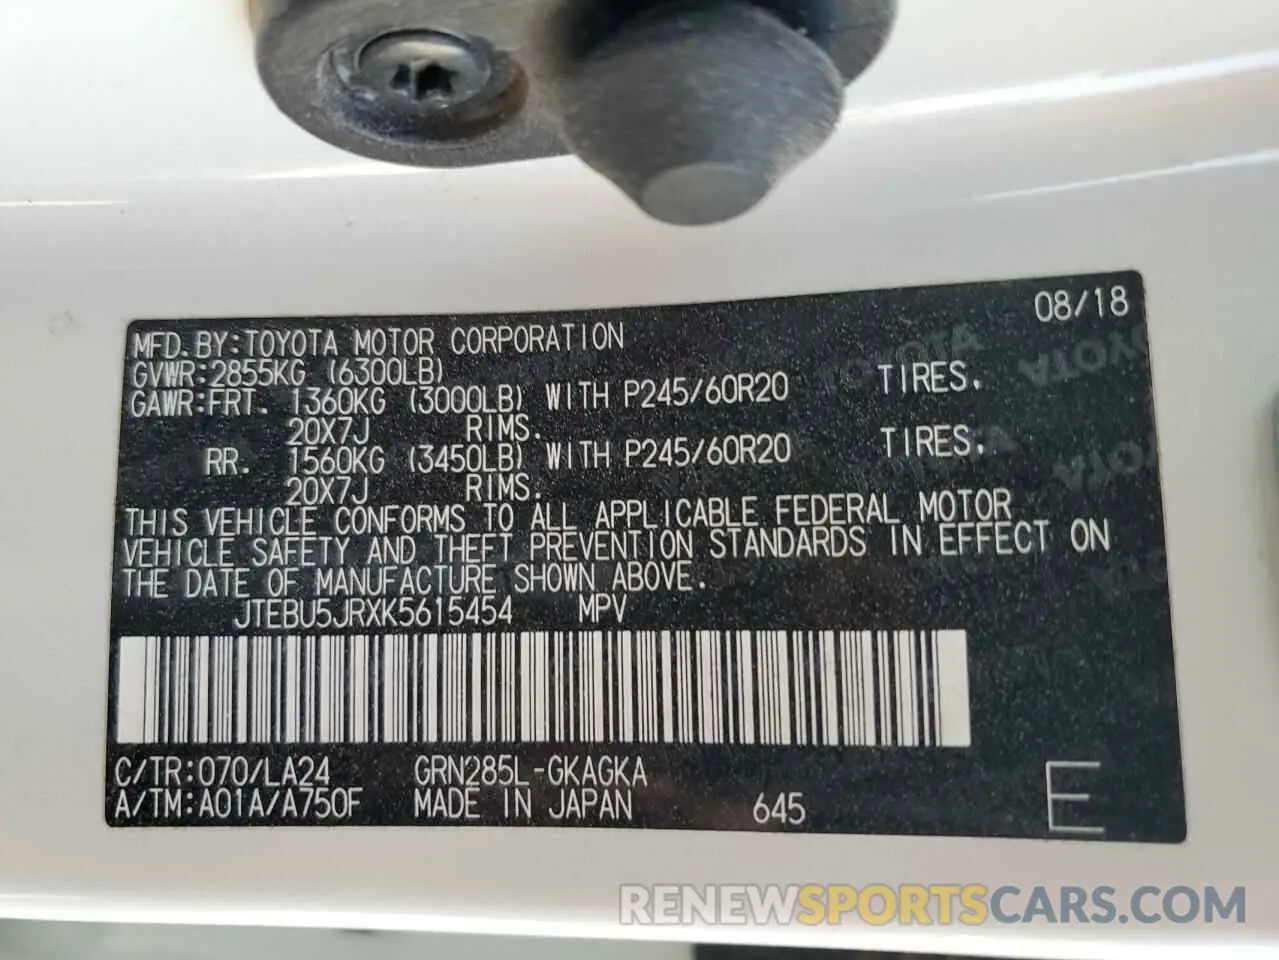 08/18
MFD. BY:TOYOTA MOTOR CORPORATION
GVWR:2855KG (6300LB)
GAWR:FRT. 1360KG (3000LB) WITH P245/60R20 TIRES.
20X7J RIMS.
RR. 1560KG (3450LB) WITH P245/60R20 TIRES.
20X7J RIMS.
THIS VEHICLE CONFORMS TO ALL APPLICABLE FEDERAL MOTOR
VEHICLE SAFETY AND THEFT PREVENTION STANDARDS IN EFFECT ON
THE DATE OF MANUFACTURE SHOWN ABOVE.
JTEBU5JRXK5615454 MPV
C/TR:070/LA24 GRN285L-GKAGKA
A/TM:A01A/A750F MADE IN JAPAN 645 E
RENEWSPORTSCARS.COM